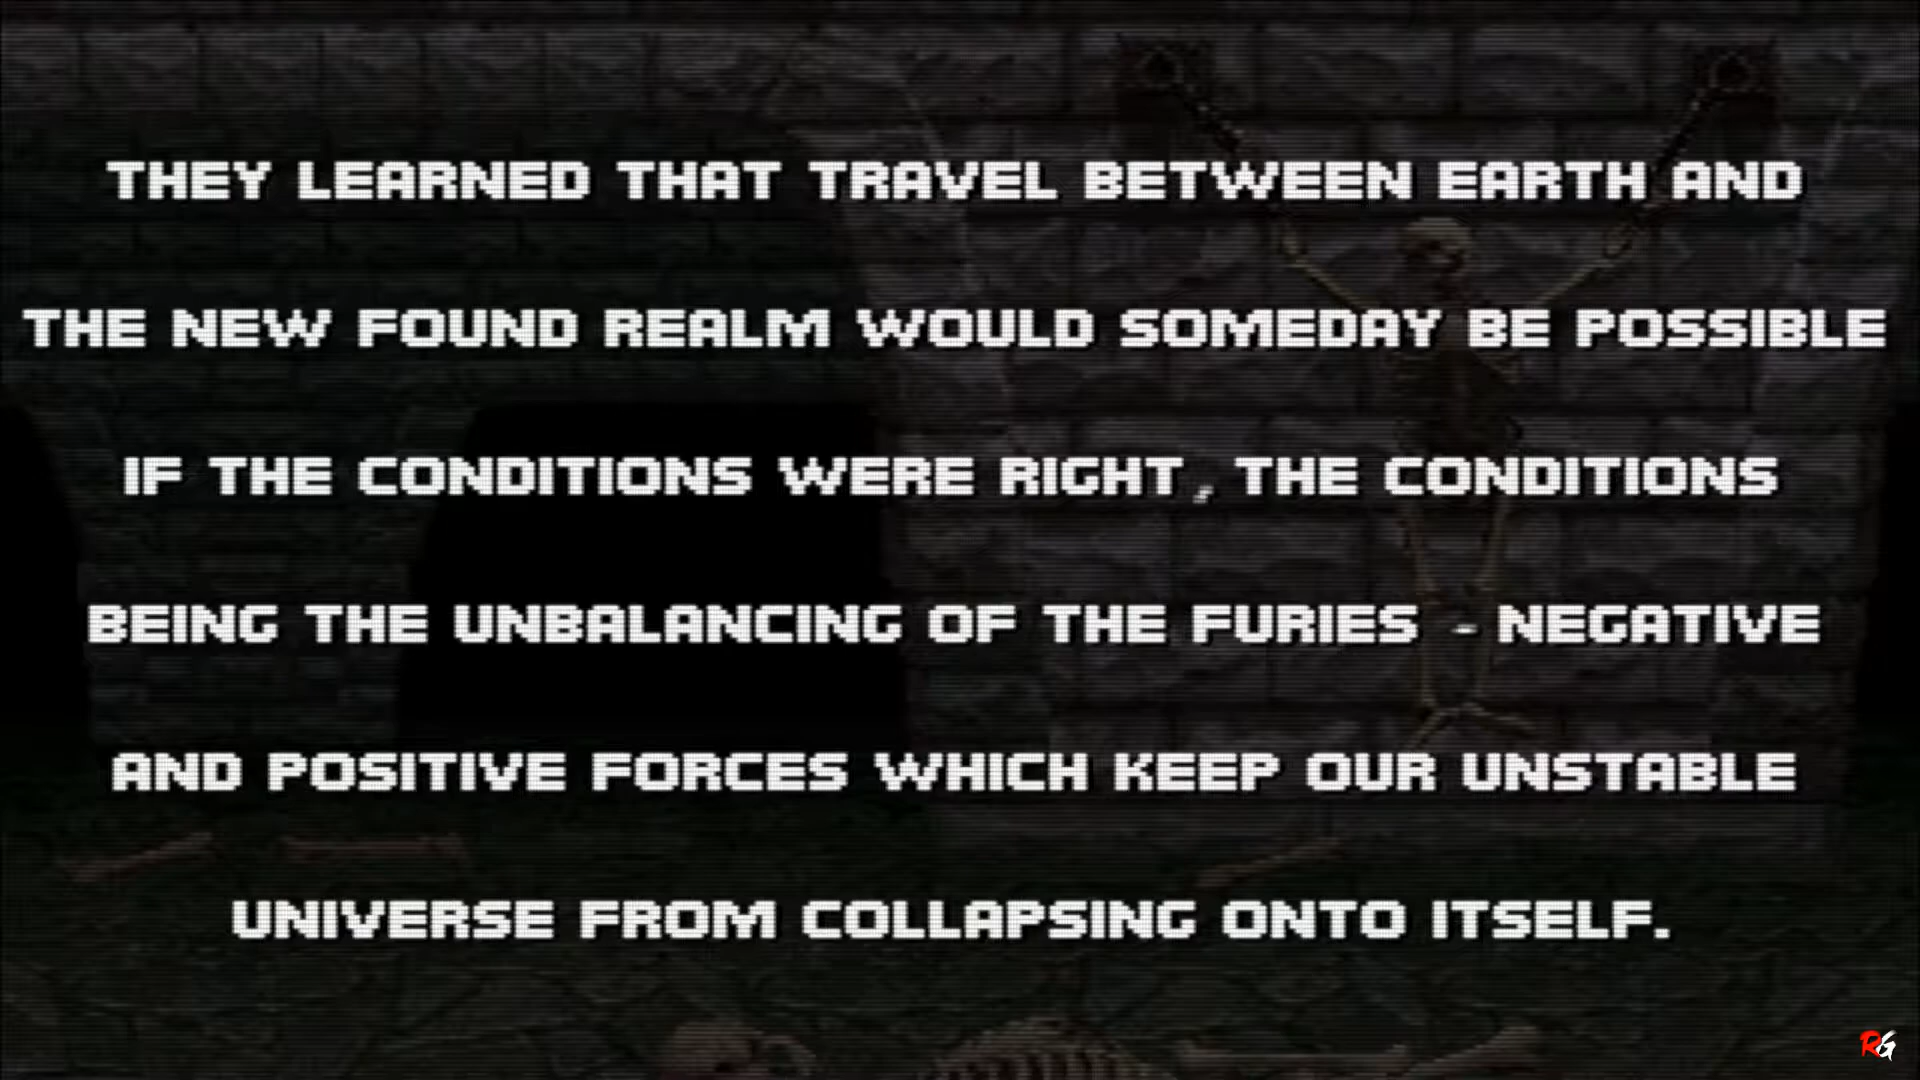 THEY LEARNED THAT TRAVEL BETWEEN EARTH AND
THE NEW FOUND REALM WOULD SOMEDAY BE POSSIBLE
IF THE CONDITIONS WERE RIGHT, THE CONDITIONS
BEING THE UNBALANCING OF THE FURIES - NEGATIVE
AND POSITIVE FORCES WHICH KEEP OUR UNSTABLE
UNIVERSE FROM COLLAPSING ONTO ITSELF.
RG